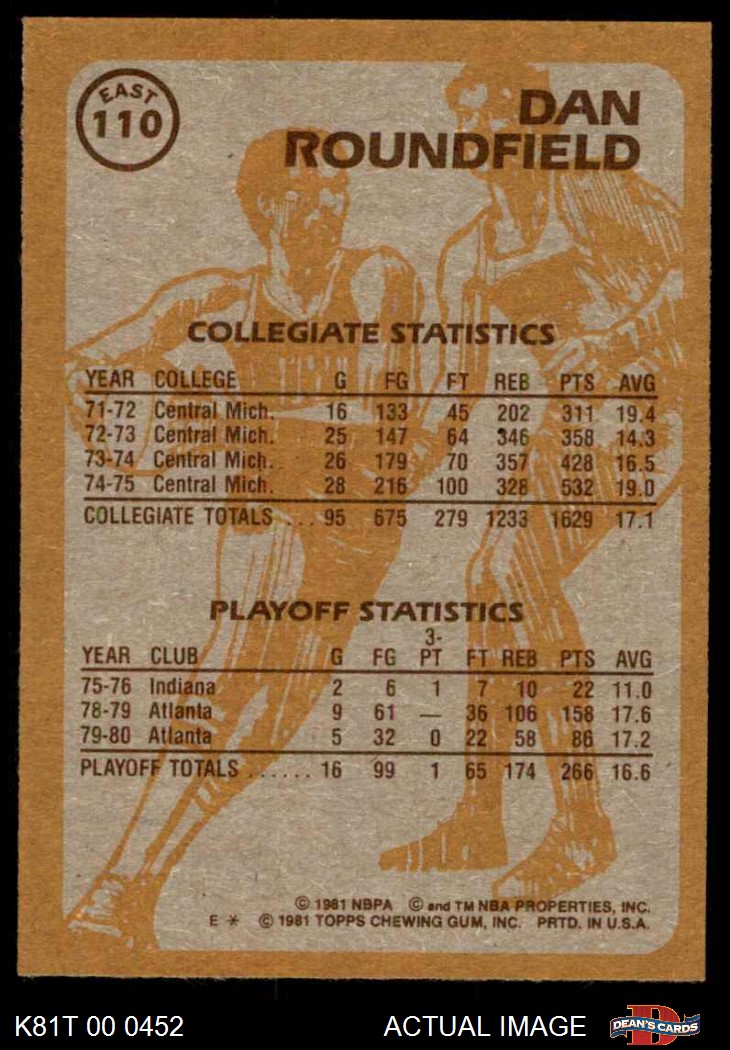 EAST
110
DAN
ROUNDFIELD
COLLEGIATE STATISTICS
YEAR COLLEGE G FG FT REB PTS AVG
71-72 Central Mich. 16 133 45 202 311 19.4
72-73 Central Mich. 25 147 64 346 358 14.3
73-74 Central Mich. 26 179 70 357 428 16.5
74-75 Central Mich. 28 216 100 328 532 19.0
COLLEGIATE TOTALS ... 95 675 279 1233 1629 17.1
PLAYOFF STATISTICS
3-
YEAR CLUB G FG PT FT REB PTS AVG
75-76 Indiana 2 6 1 7 10 22 11.0
78-79 Atlanta 9 61 — 36 106 158 17.6
79-80 Atlanta 5 32 0 22 58 86 17.2
PLAYOFF TOTALS ...... 16 99 1 65 174 266 16.6
© 1981 NBPA © and TM NBA PROPERTIES, INC.
E * © 1981 TOPPS CHEWING GUM, INC. PRTD. IN U.S.A.
K81T 00 0452 ACTUAL IMAGE DEAN'S CARDS